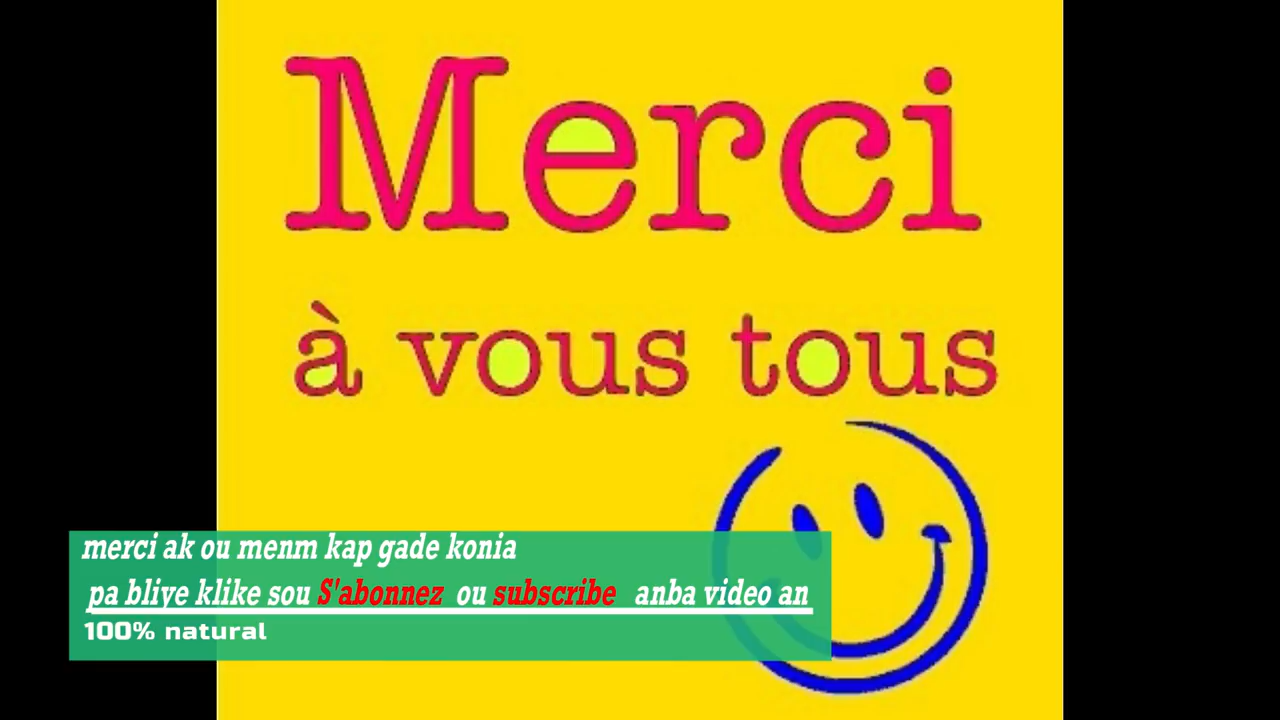 Merci
à vous tous
merci ak ou menm kap gade konia
pa bliye klike sou S'abonnez ou subscribe anba video an
100% natural